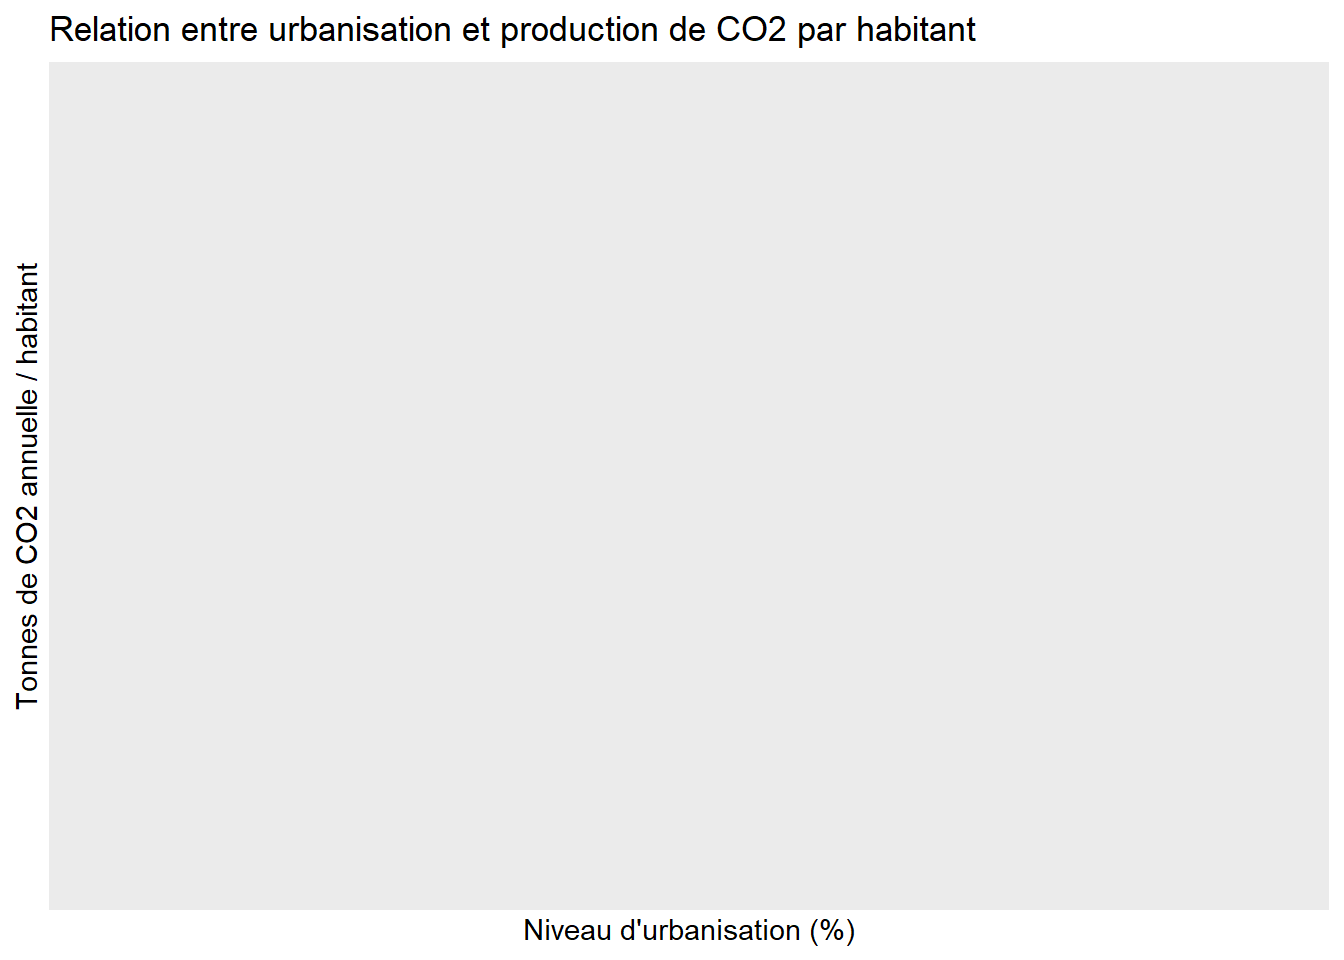 Relation entre urbanisation et production de CO2 par habitant
Tonnes de CO2 annuelle / habitant
Niveau d'urbanisation (%)